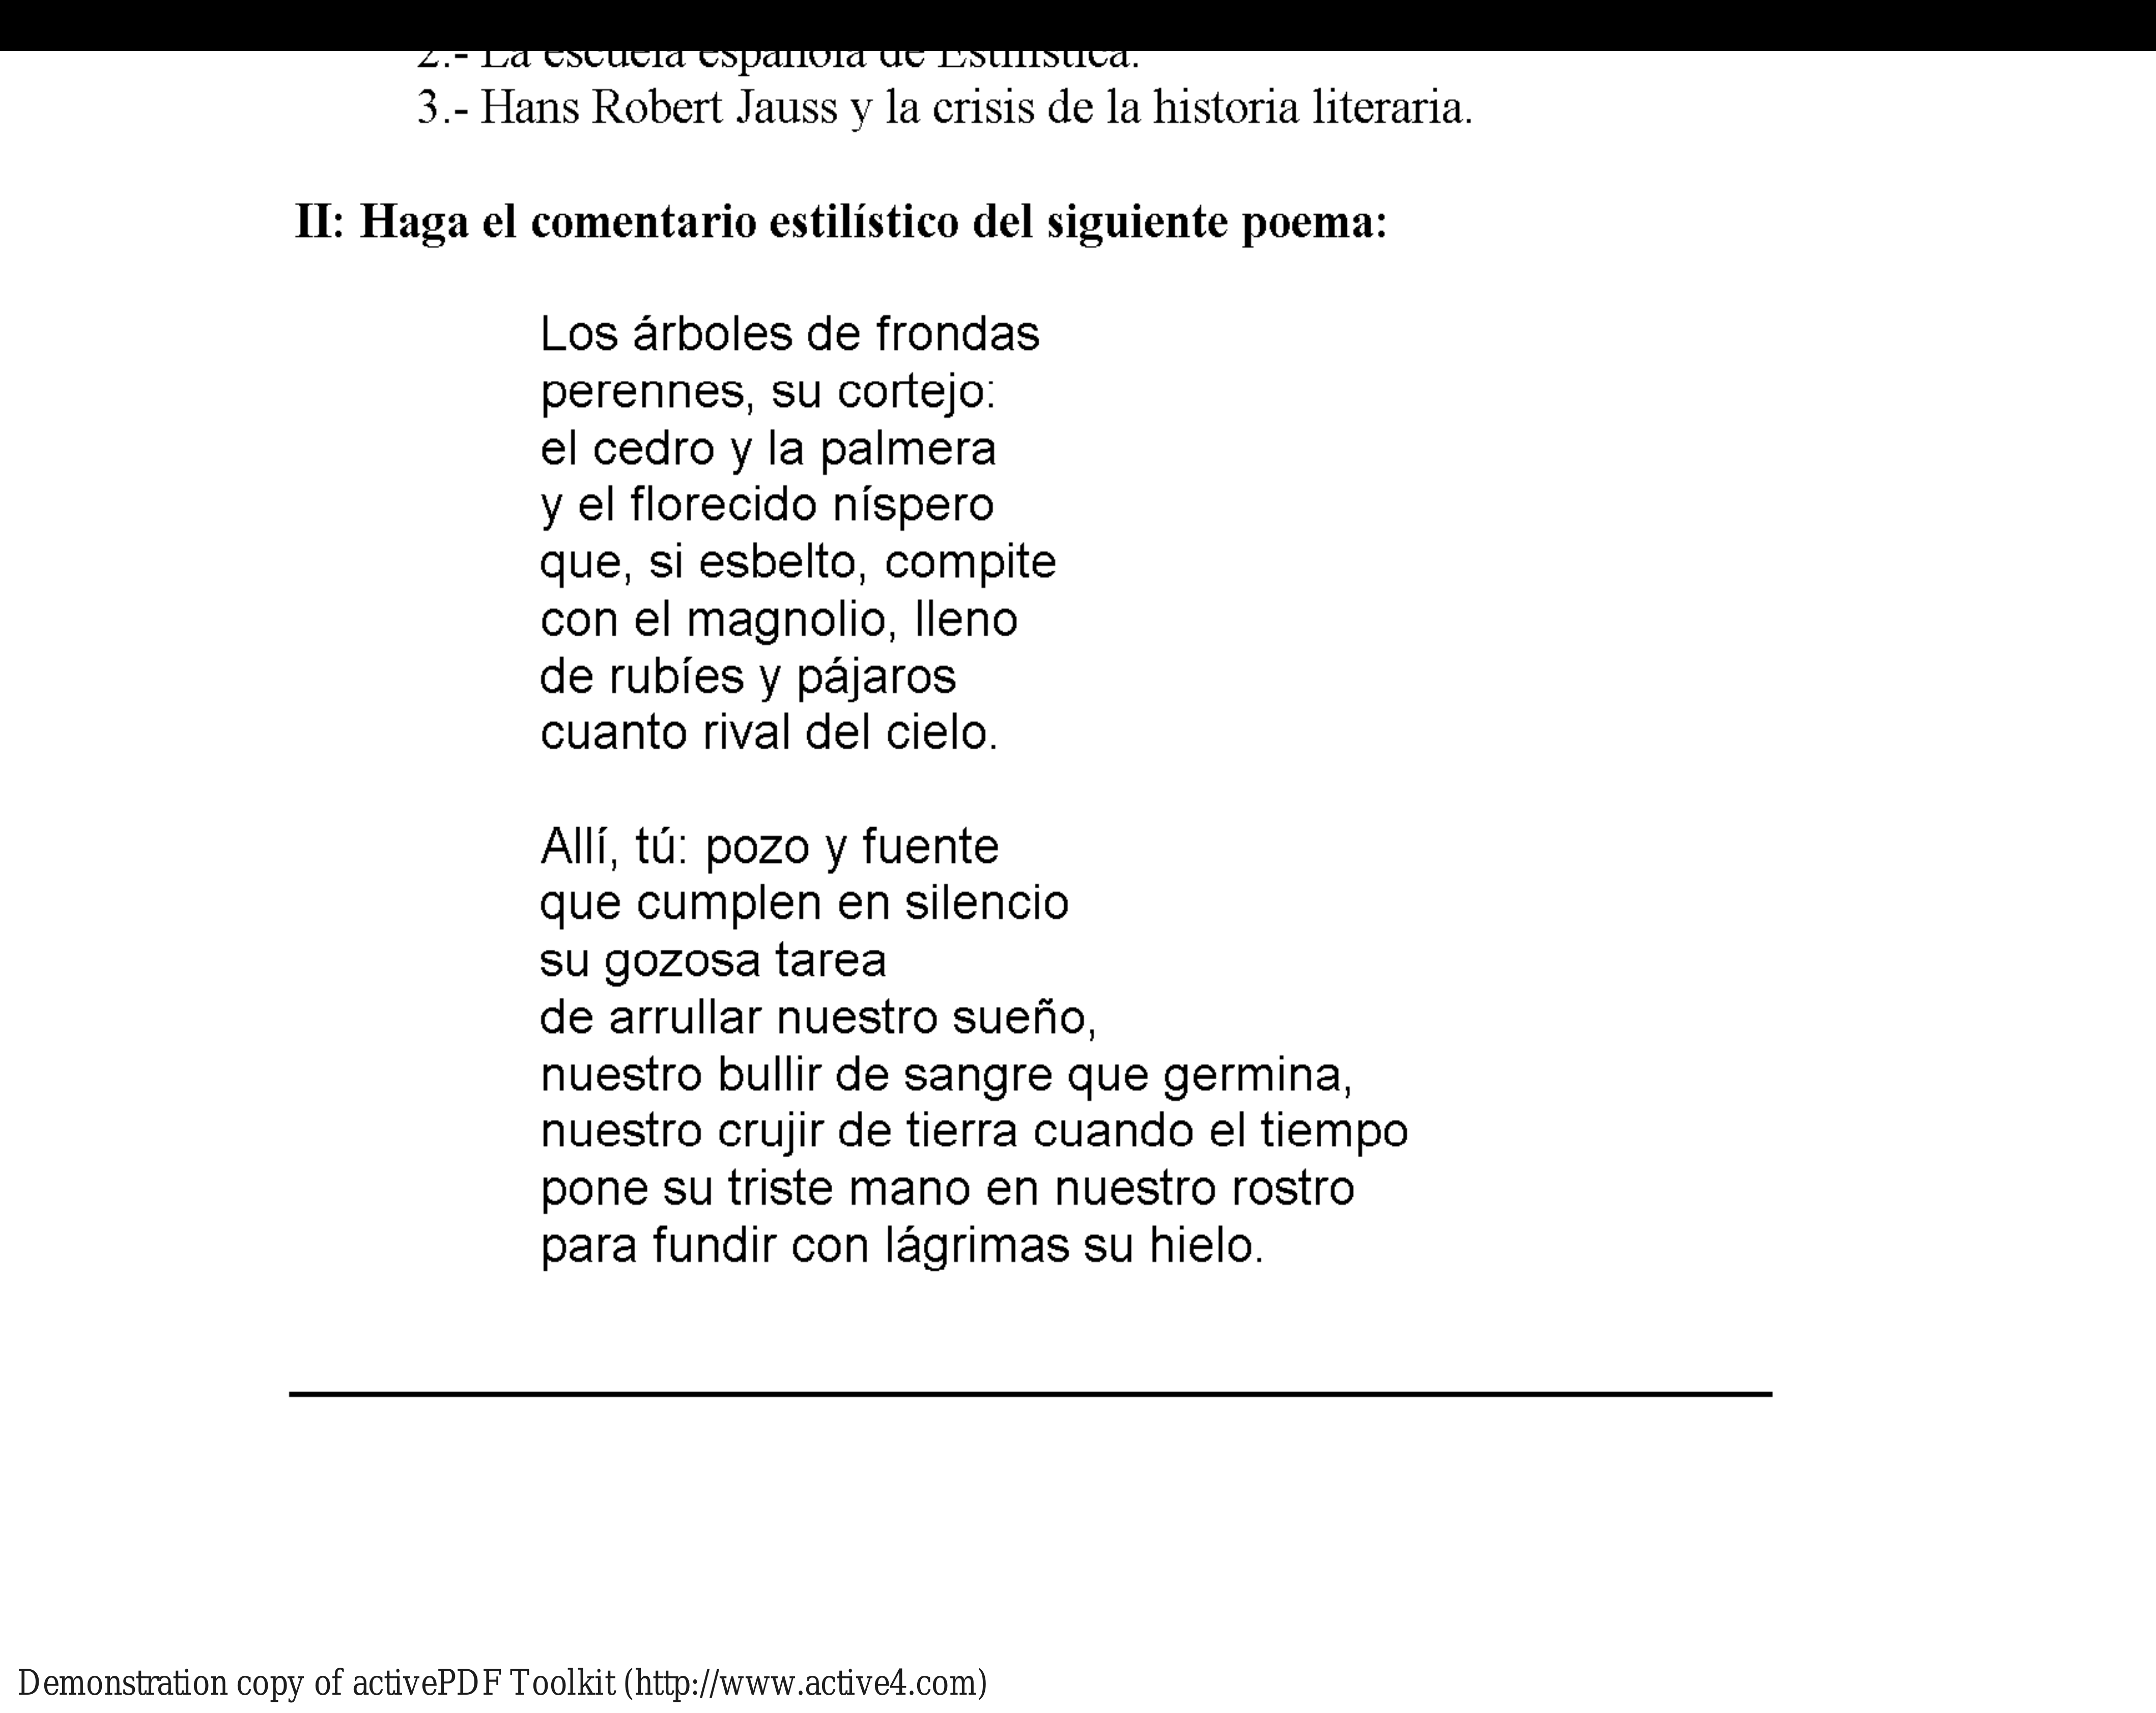 2.- La escuela española de Estilística.
3.- Hans Robert Jauss y la crisis de la historia literaria.
II: Haga el comentario estilístico del siguiente poema:
Los árboles de frondas
perennes, su cortejo:
el cedro y la palmera
y el florecido níspero
que, si esbelto, compite
con el magnolio, lleno
de rubíes y pájaros
cuanto rival del cielo.
Allí, tú: pozo y fuente
que cumplen en silencio
su gozosa tarea
de arrullar nuestro sueño,
nuestro bullir de sangre que germina,
nuestro crujir de tierra cuando el tiempo
pone su triste mano en nuestro rostro
para fundir con lágrimas su hielo.
Demonstration copy of activePDF Toolkit (http://www.active4.com)